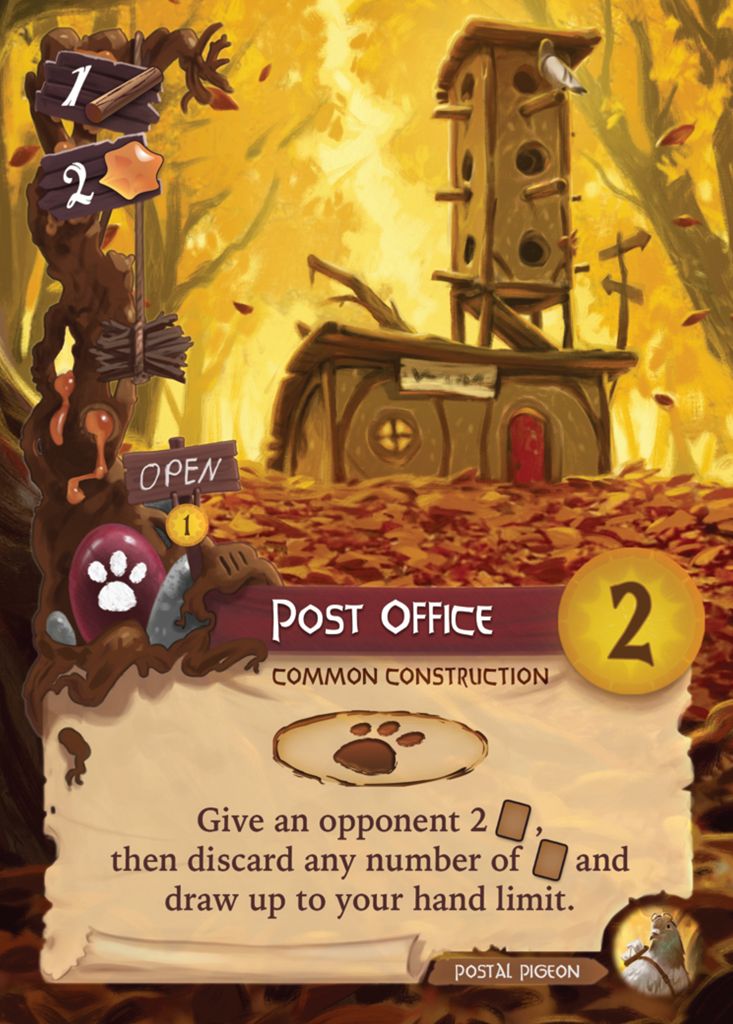 1
2
OPEN
1
POST OFFICE
2
COMMON CONSTRUCTION
Give an opponent 2 ,
then discard any number of and
draw up to your hand limit.
POSTAL PIGEON